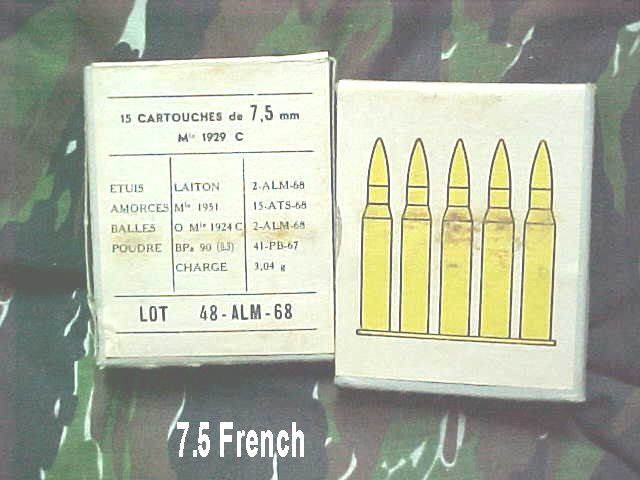 15 CARTOUCHES de 7,5 mm
Mle 1929 C
ETUIS LAITON 2-ALM-68
AMORCES Mle 1951 15-ATS-68
BALLES O Mle 1924 C 2-ALM-68
POUDRE BPa 90 (0.3) 41-PB-67
CHARGE 3,04 g
LOT 48-ALM-68
7.5 French